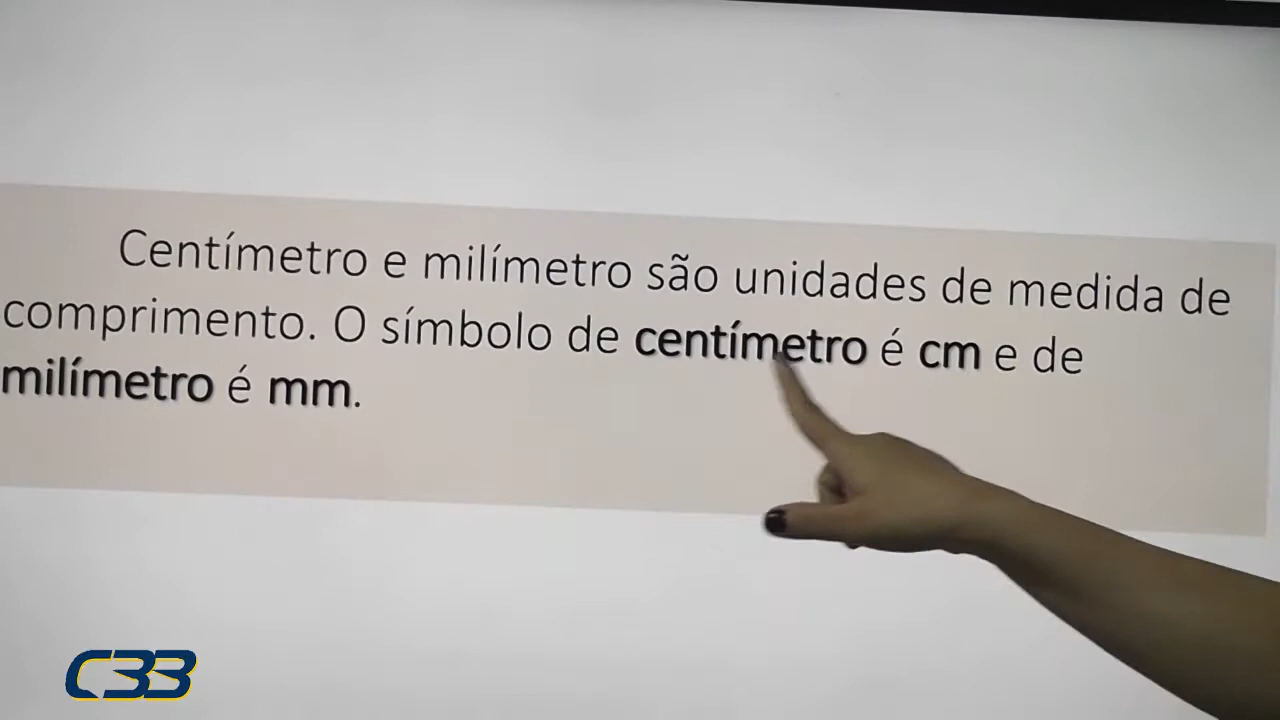 Centímetro e milímetro são unidades de medida de
comprimento. O símbolo de centímetro é cm e de
milímetro é mm.
C33